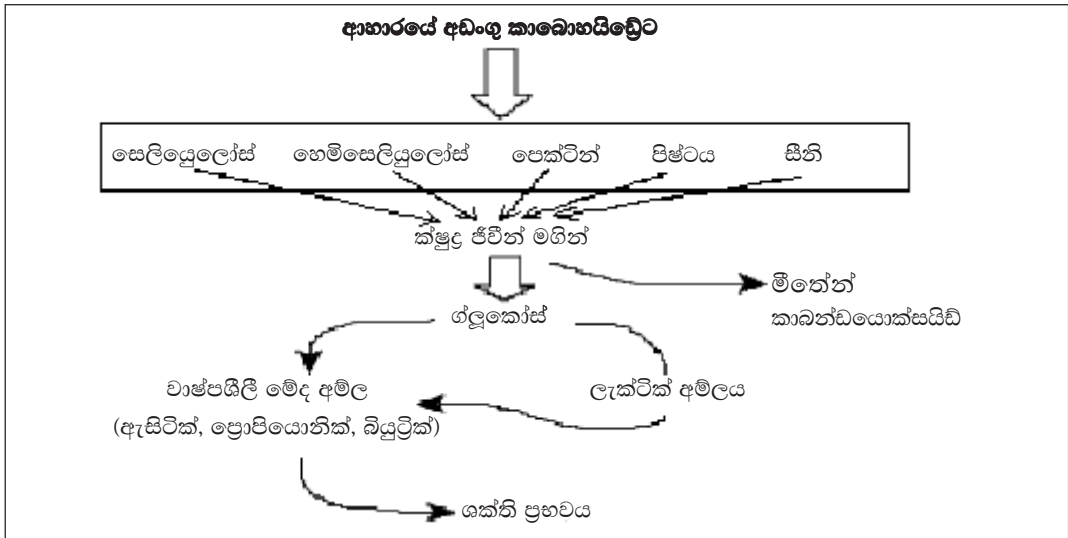 ආහාරයේ අඩංගු කාබොහයිඩ්‍රේට
සෙලියෙුලෝස් හෙමිසෙලියුලෝස් පෙක්ටින් පිෂ්ටය සීනි
ක්ෂුද්‍ර ජීවීන් මගින්
මීතේන්
කාබන්ඩයොක්සයිඩ්
ග්ලූකෝස්
වාෂ්පශීලී මේද අම්ල ලැක්ටික් අම්ලය
(ඇසිටික්, ප්‍රොපියොනික්, බියුට්‍රික්)
ශක්ති ප්‍රභවය